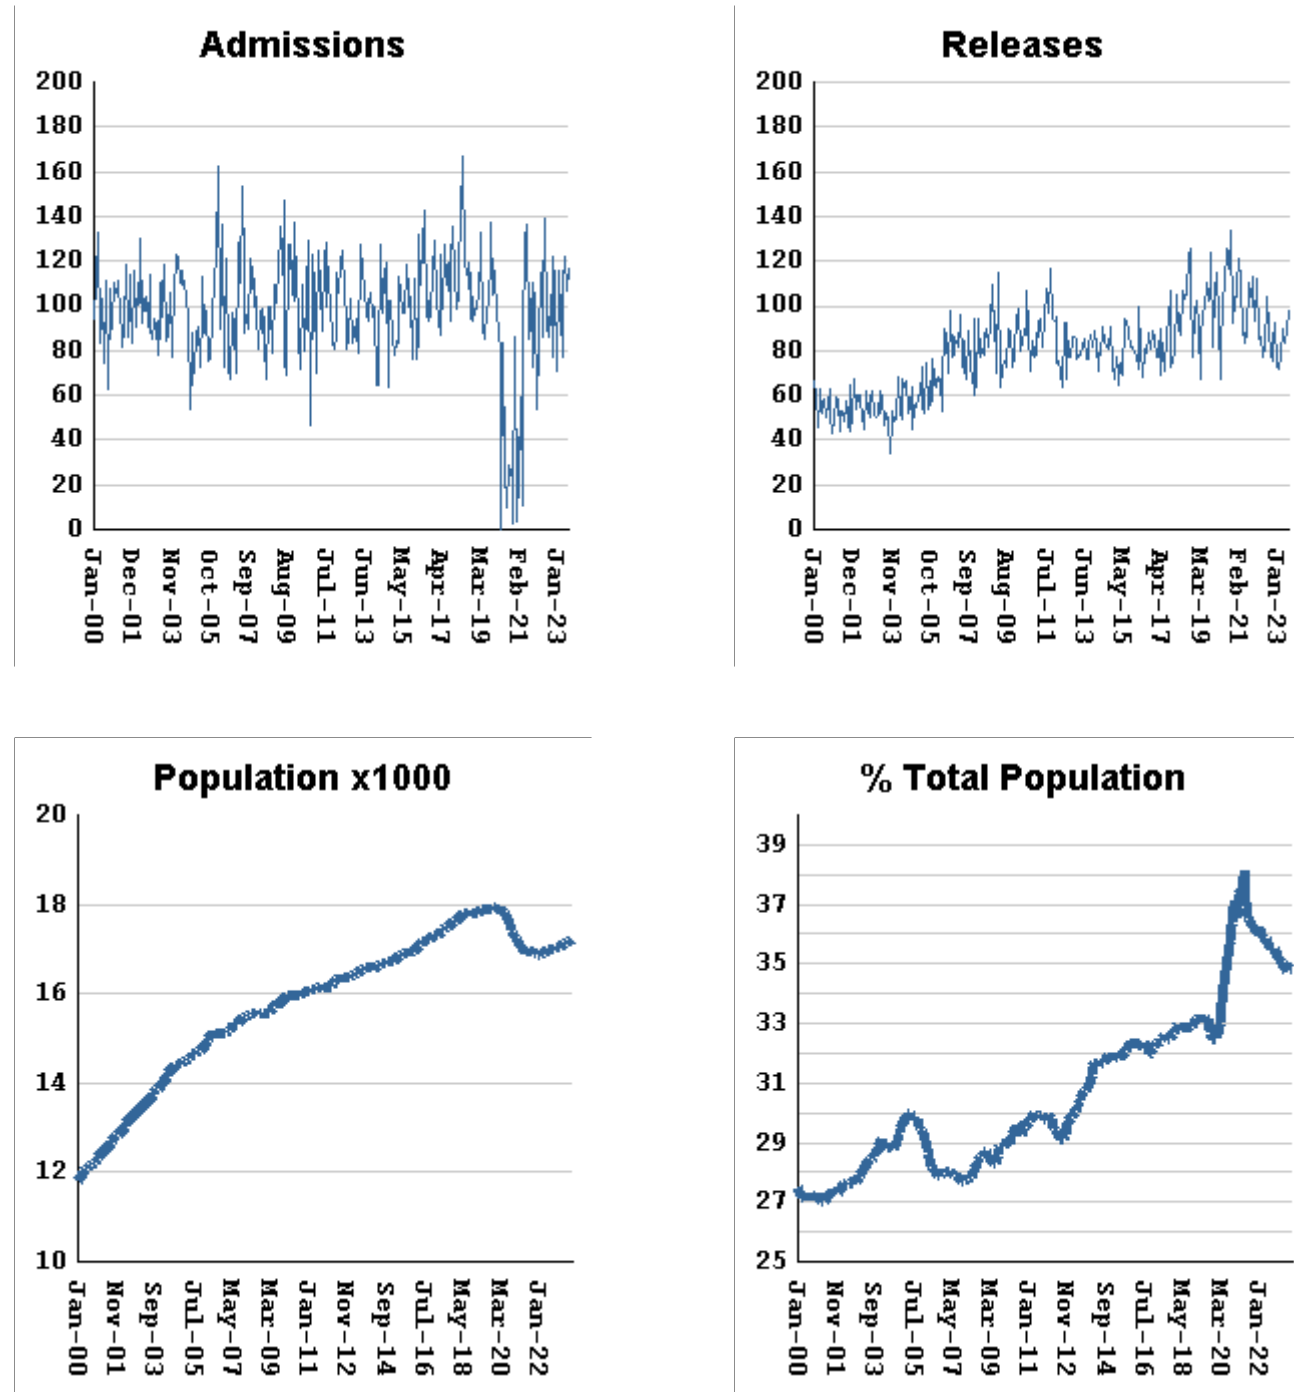 Admissions
200
180
160
140
120
100
80
60
40
20
0
Jan-00
Dec-01
Nov-03
Oct-05
Sep-07
Aug-09
Jul-11
Jun-13
May-15
Apr-17
Mar-19
Feb-21
Jan-23
Releases
200
180
160
140
120
100
80
60
40
20
0
Jan-00
Dec-01
Nov-03
Oct-05
Sep-07
Aug-09
Jul-11
Jun-13
May-15
Apr-17
Mar-19
Feb-21
Jan-23
Population x1000
20
18
16
14
12
10
Jan-00
Nov-01
Sep-03
Jul-05
May-07
Mar-09
Jan-11
Nov-12
Sep-14
Jul-16
May-18
Mar-20
Jan-22
% Total Population
39
37
35
33
31
29
27
25
Jan-00
Nov-01
Sep-03
Jul-05
May-07
Mar-09
Jan-11
Nov-12
Sep-14
Jul-16
May-18
Mar-20
Jan-22